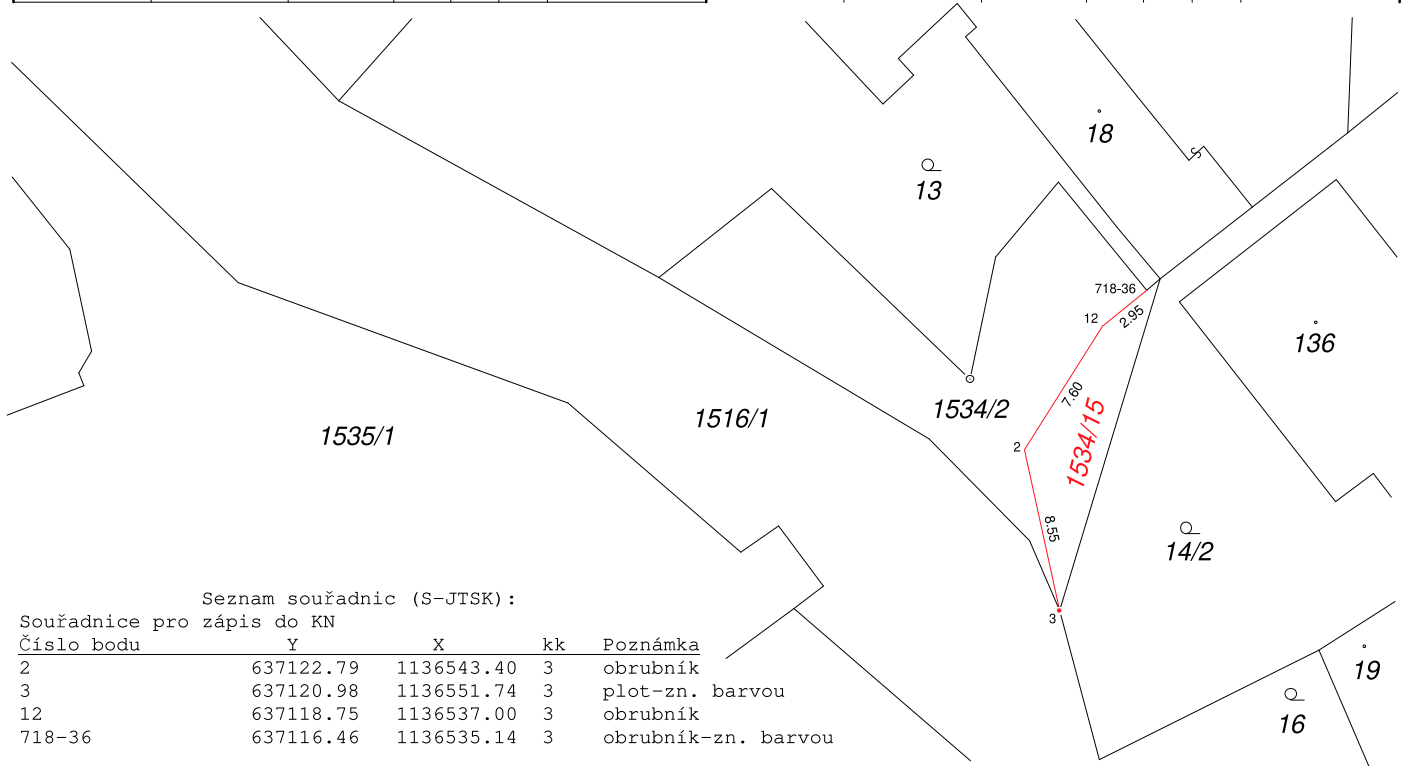 18
13
718-36
12
2.95
136
7.60
1534/2
1534/15
1516/1
1535/1
2
8.55
14/2
3
19
16
Seznam souřadnic (S-JTSK):
Souřadnice pro zápis do KN
Číslo bodu Y X kk Poznámka
2 637122.79 1136543.40 3 obrubník
3 637120.98 1136551.74 3 plot-zn. barvou
12 637118.75 1136537.00 3 obrubník
718-36 637116.46 1136535.14 3 obrubník-zn. barvou